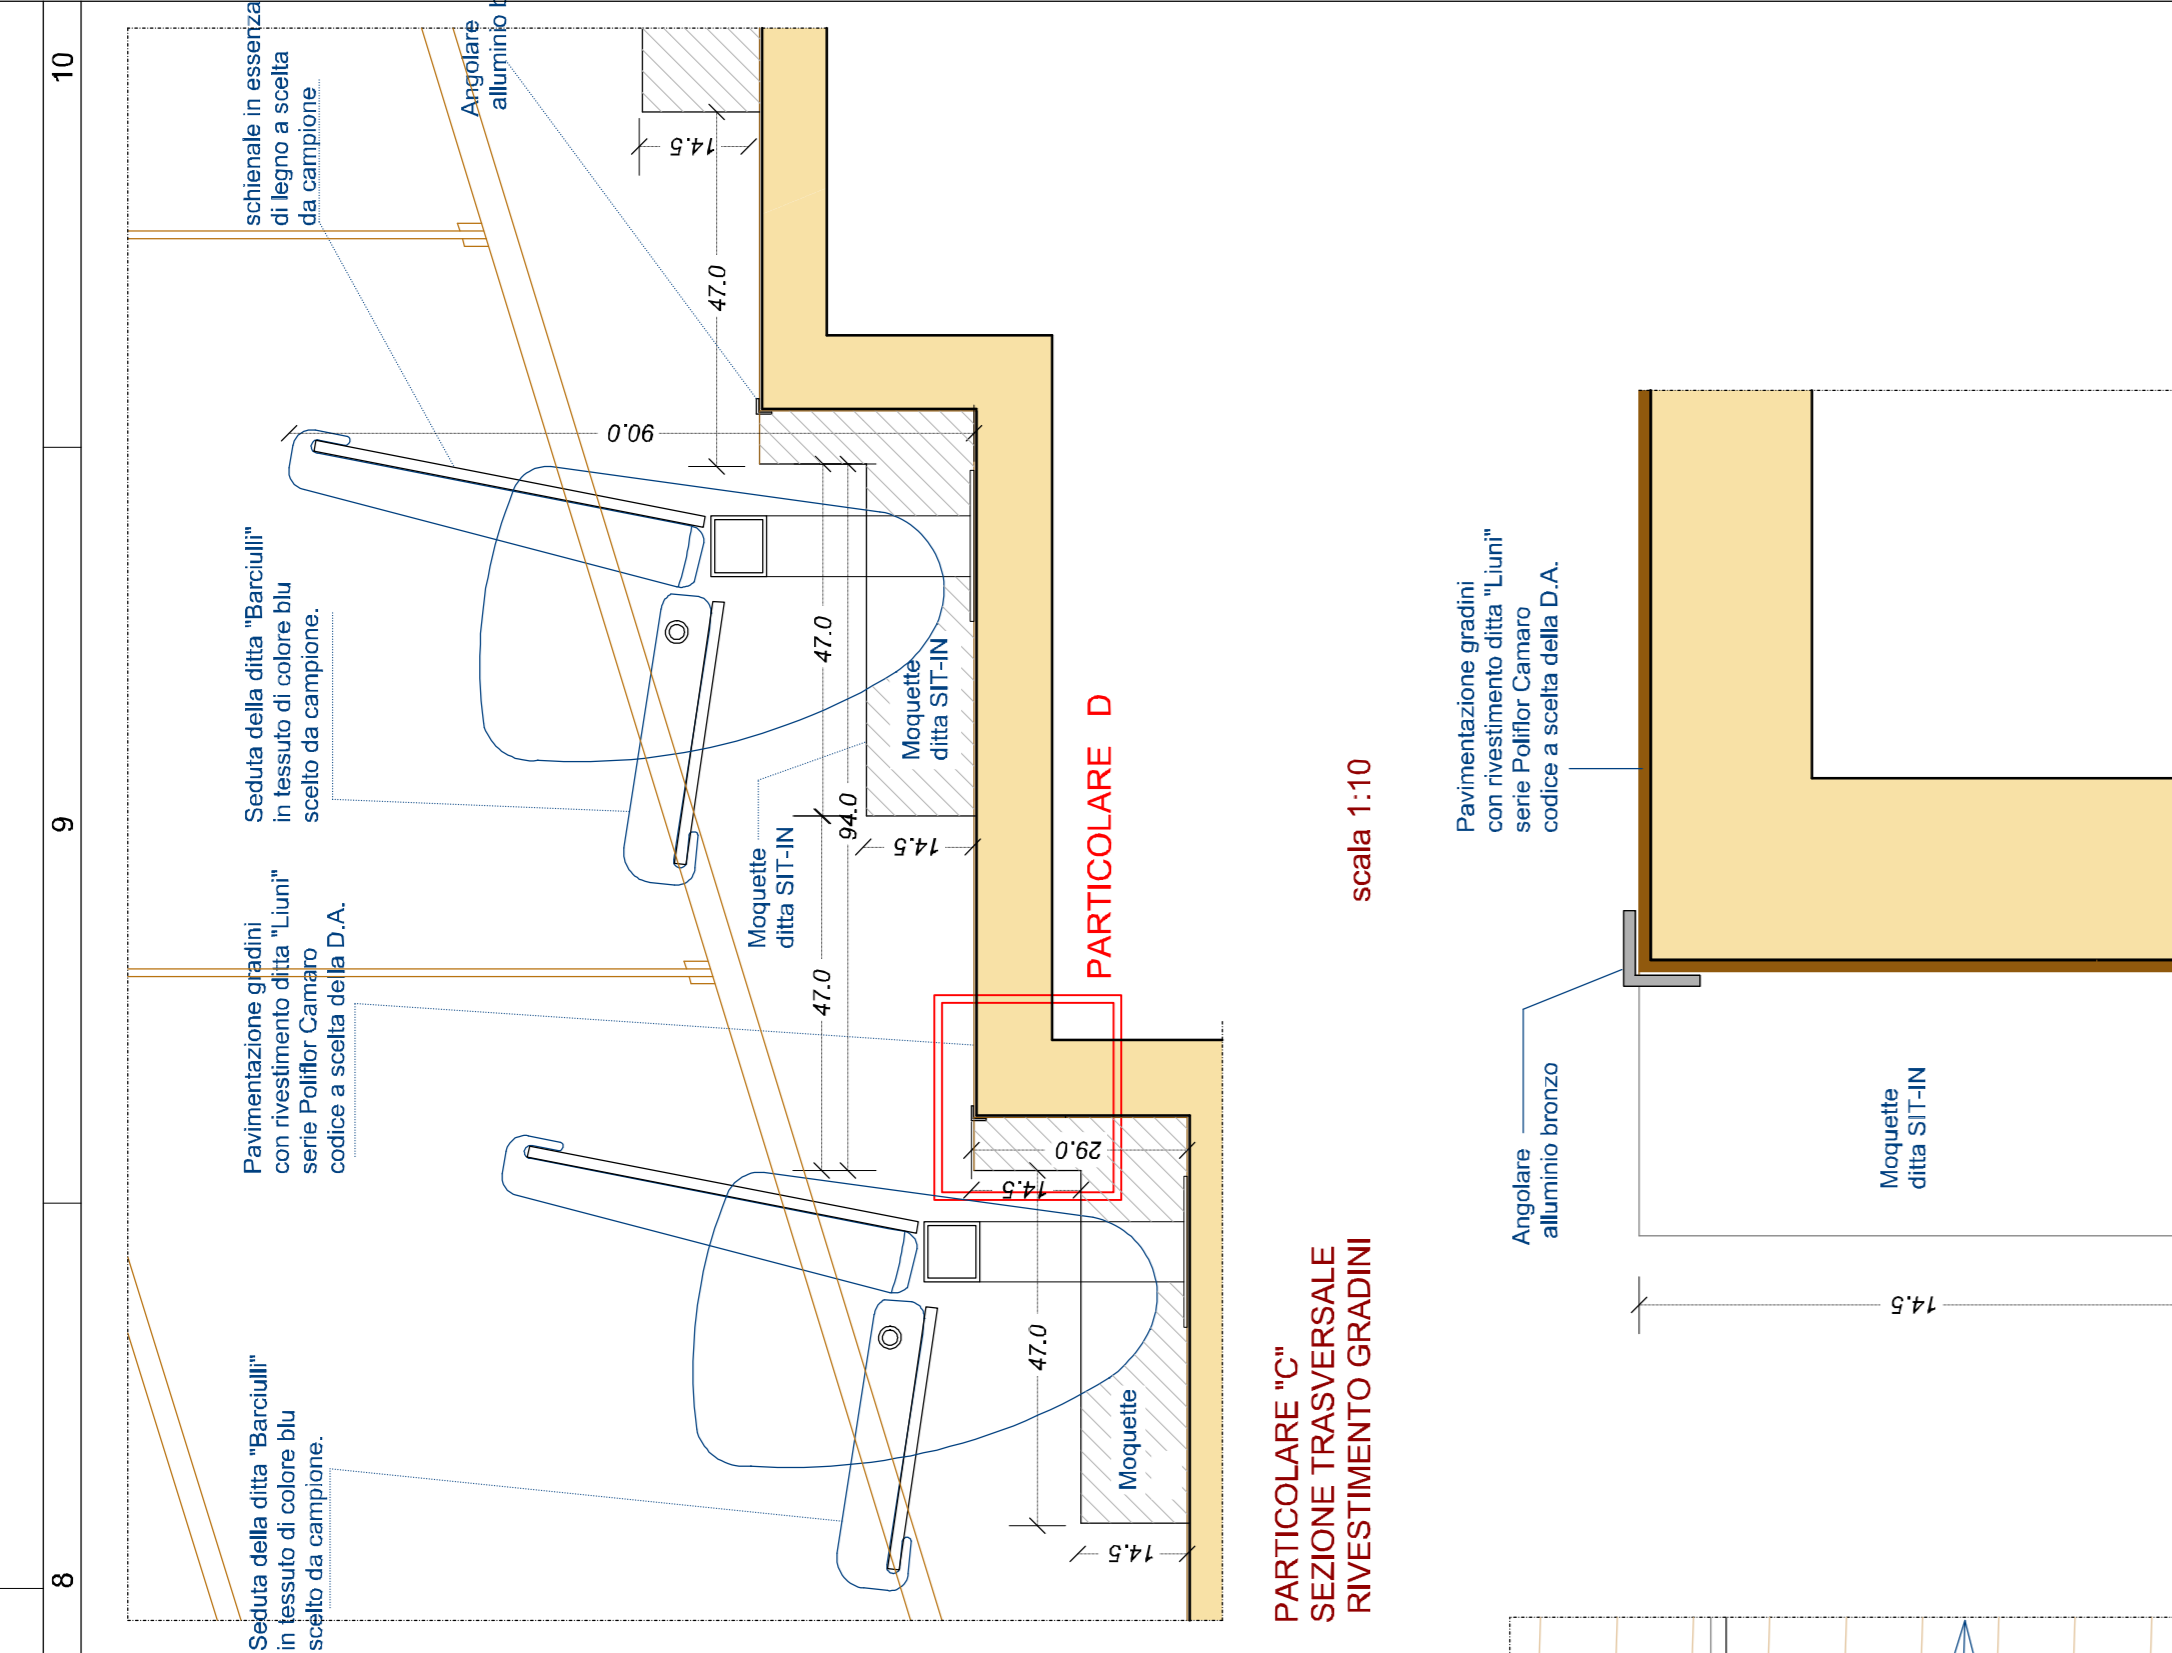 10
9
8
schienale in essenza
di legno a scelta
da campione
Angolare
alluminio b
14.5
47.0
90.0
Seduta della ditta "Barciulli"
in tessuto di colore blu
scelto da campione.
47.0
94.0
Moquette
ditta SIT-IN
14.5
Moquette
ditta SIT-IN
47.0
Pavimentazione gradini
con rivestimento ditta "Liuni"
serie Poliflor Camaro
codice a scelta della D.A.
PARTICOLARE D
29.0
14.5
47.0
Moquette
14.5
Seduta della ditta "Barciulli"
in tessuto di colore blu
scelto da campione.
PARTICOLARE "C"
SEZIONE TRASVERSALE
RIVESTIMENTO GRADINI
scala 1:10
Pavimentazione gradini
con rivestimento ditta "Liuni"
serie Poliflor Camaro
codice a scelta della D.A.
Angolare
alluminio bronzo
Moquette
ditta SIT-IN
14.5